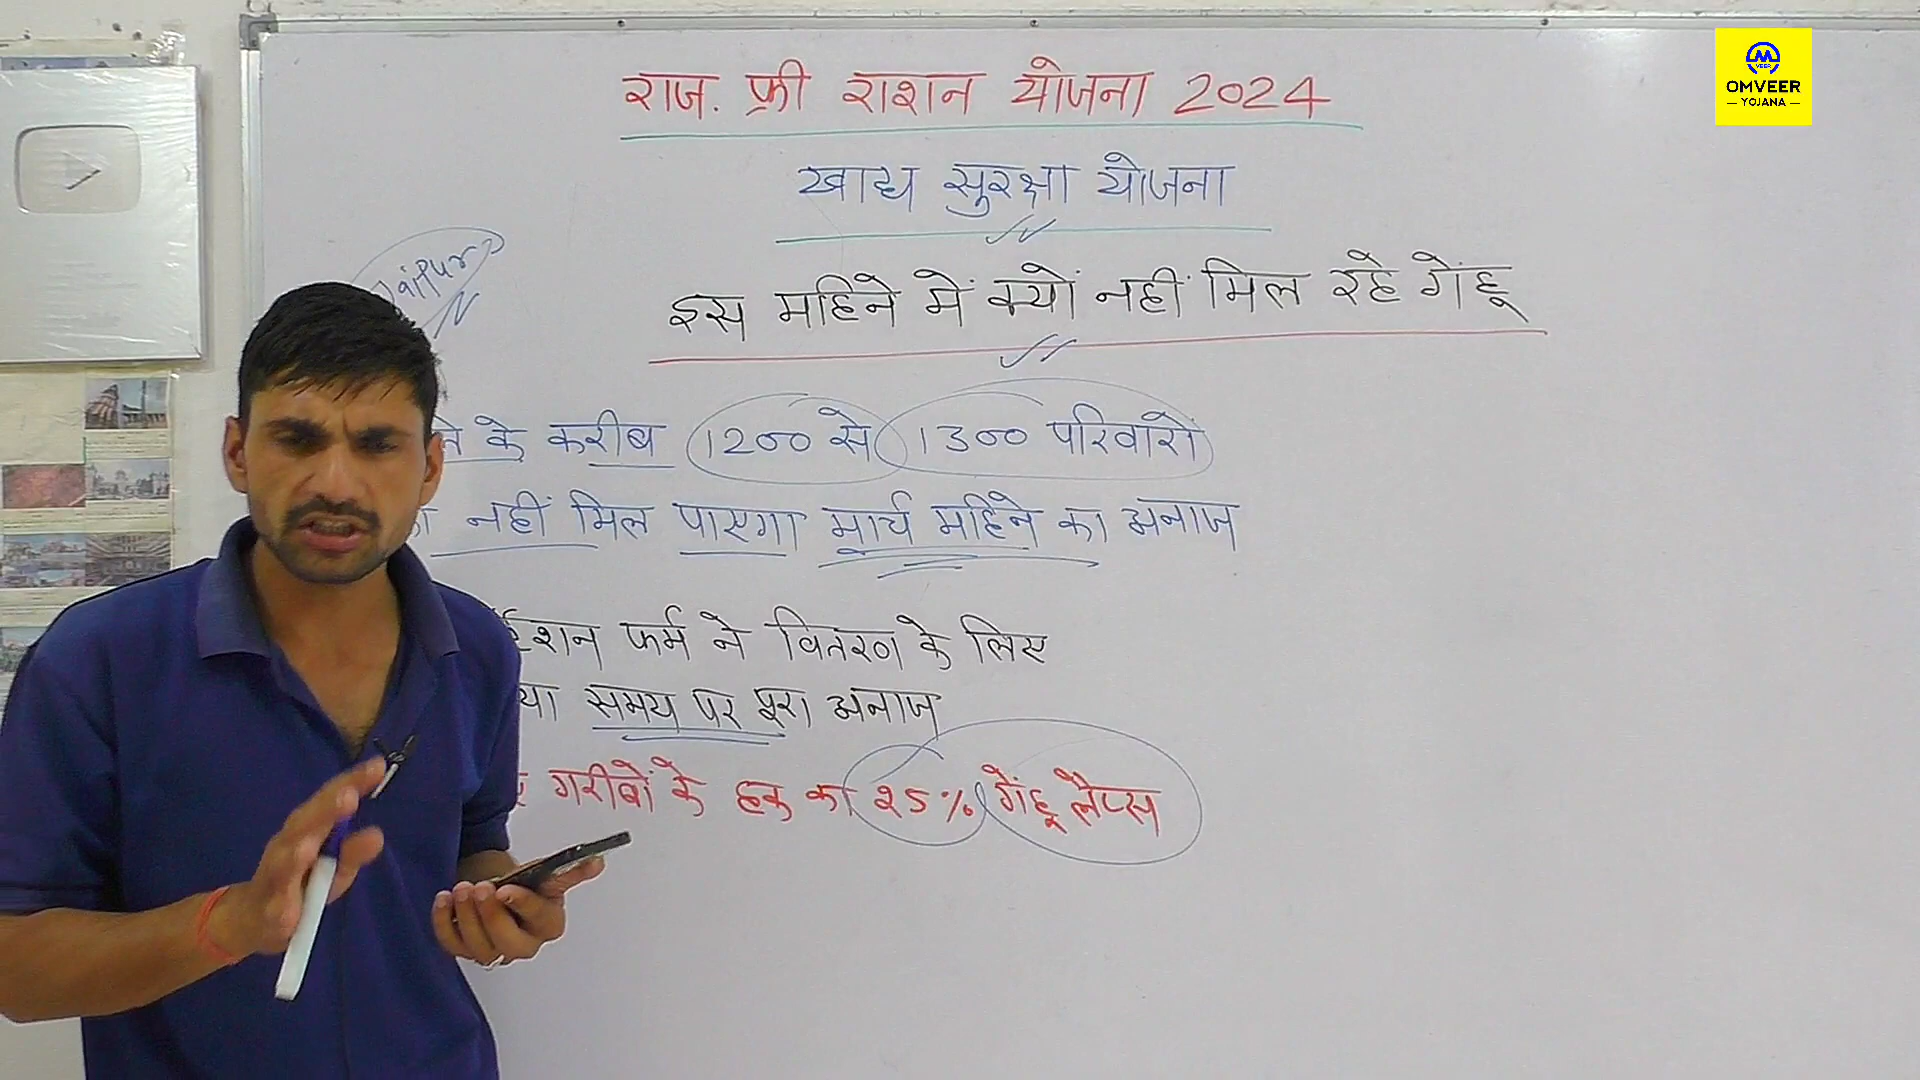 राज. फ्री राशन योजना 2024
OMVEER
YOJANA
खाद्य सुरक्षा योजना
Jaipur
इस महिने में क्यों नहीं मिल रहे गेंहू
के करीब 1200 से 1300 परिवारों
नहीं मिल पाएगा मार्च महिने का अनाज
फर्म ने वितरण के लिए
समय पर पूरा अनाज
गरीबों के हक का 25% गेंहू लैप्स